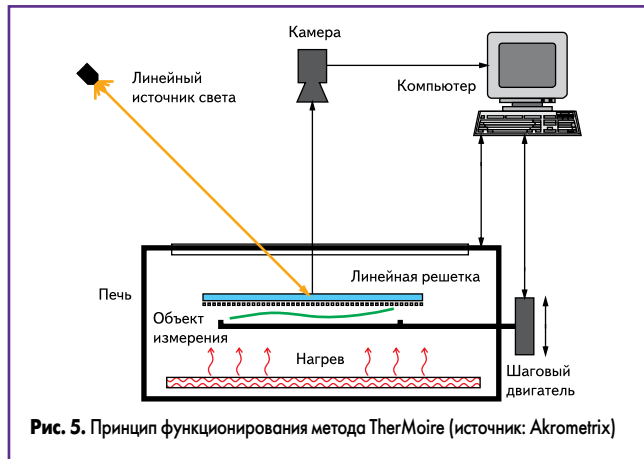 Камера
Линейный
источник света
Компьютер
Линейная решетка
Печь
Объект
измерения
Нагрев
Шаговый
двигатель
Рис. 5. Принцип функционирования метода TherMoire (источник: Akrometrix)